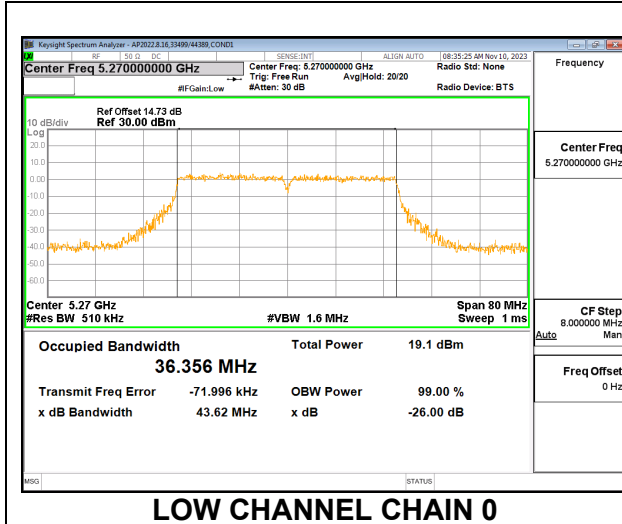 Keysight Spectrum Analyzer - AP2022.8.16,33499/44389,COND1
RF 50 Ω DC SENSE:INT ALIGN AUTO 08:35:25 AM Nov 10, 2023
Center Freq 5.270000000 GHz
Center Freq: 5.270000000 GHz
Radio Std: None
Trig: Free Run Avg|Hold: 20/20
#IFGain:Low #Atten: 30 dB Radio Device: BTS
Frequency
Ref Offset 14.73 dB
10 dB/div Ref 30.00 dBm
Log
20.0
10.0
0.00
-10.0
-20.0
-30.0
-40.0
-50.0
-60.0
Center Freq
5.270000000 GHz
Center 5.27 GHz Span 80 MHz
#Res BW 510 kHz #VBW 1.6 MHz Sweep 1 ms
CF Step
8.000000 MHz
Auto Man
Occupied Bandwidth Total Power 19.1 dBm
36.356 MHz
Transmit Freq Error -71.996 kHz OBW Power 99.00 %
x dB Bandwidth 43.62 MHz x dB -26.00 dB
Freq Offset
0 Hz
MSG STATUS
LOW CHANNEL CHAIN 0